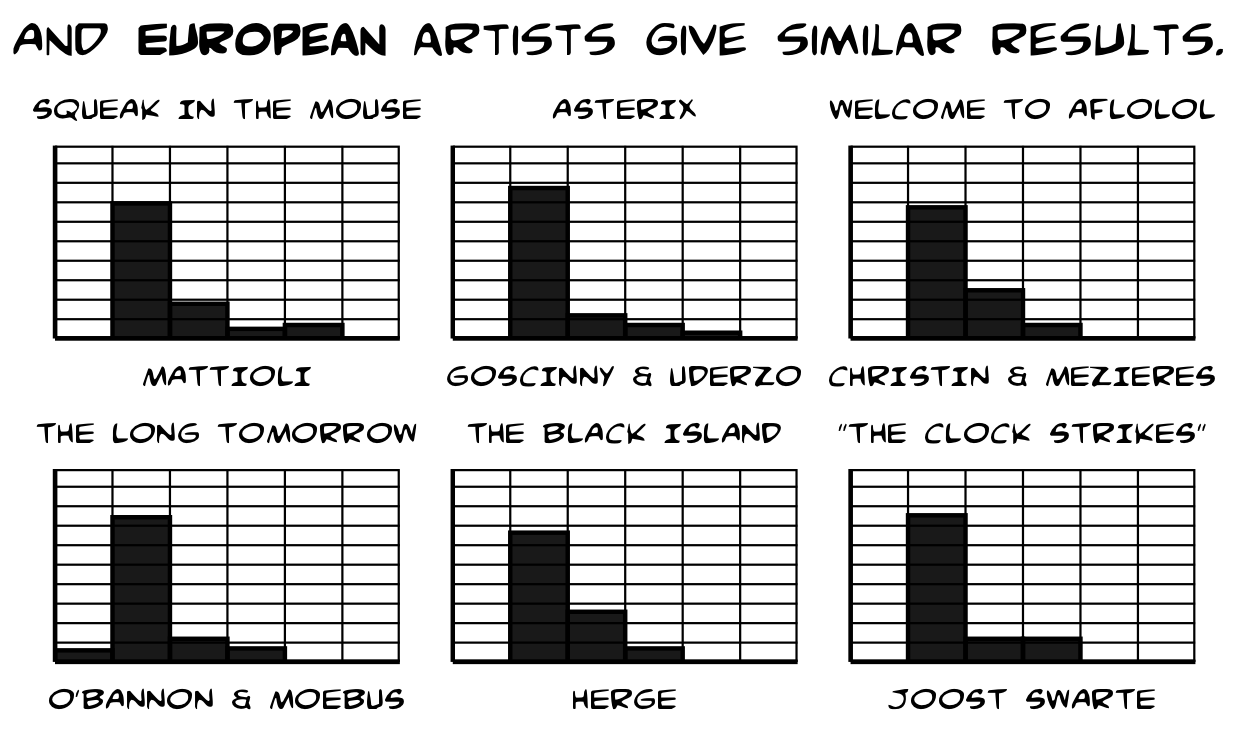 AND EUROPEAN ARTISTS GIVE SIMILAR RESULTS.
SQUEAK IN THE MOUSE
ASTERIX
WELCOME TO AFLOLOL
MATTIOLI
GOSCINNY & UDERZO
CHRISTIN & MEZIERES
THE LONG TOMORROW
THE BLACK ISLAND
"THE CLOCK STRIKES"
O'BANNON & MOEBUS
HERGE
JOOST SWARTE